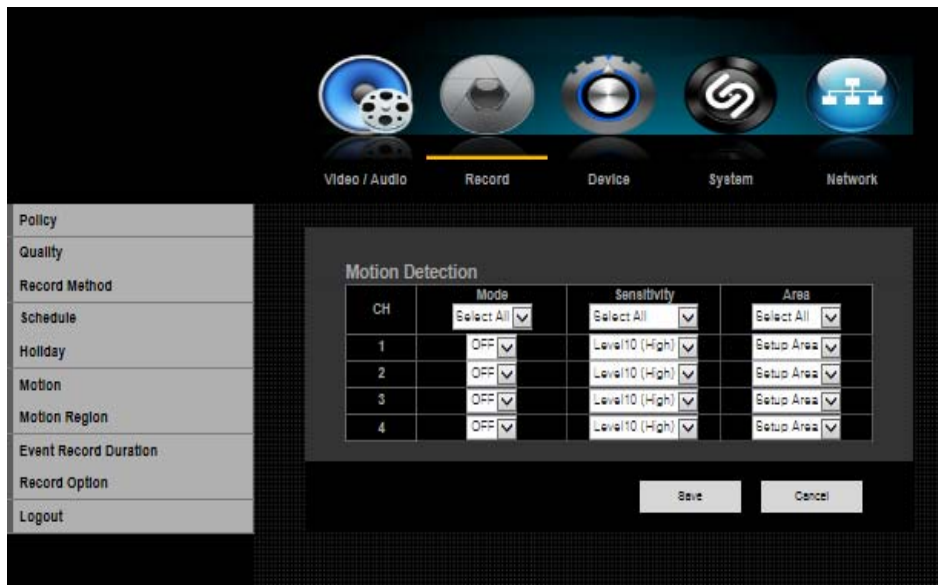 Video / Audio Record Device System Network
Policy
Quality
Record Method
Schedule
Holiday
Motion
Motion Region
Event Record Duration
Record Option
Logout
Motion Detection
CH Mode Sensitivity Area
Select All Select All Select All
1 OFF Level10 (High) Setup Area
2 OFF Level10 (High) Setup Area
3 OFF Level10 (High) Setup Area
4 OFF Level10 (High) Setup Area
Save Cancel